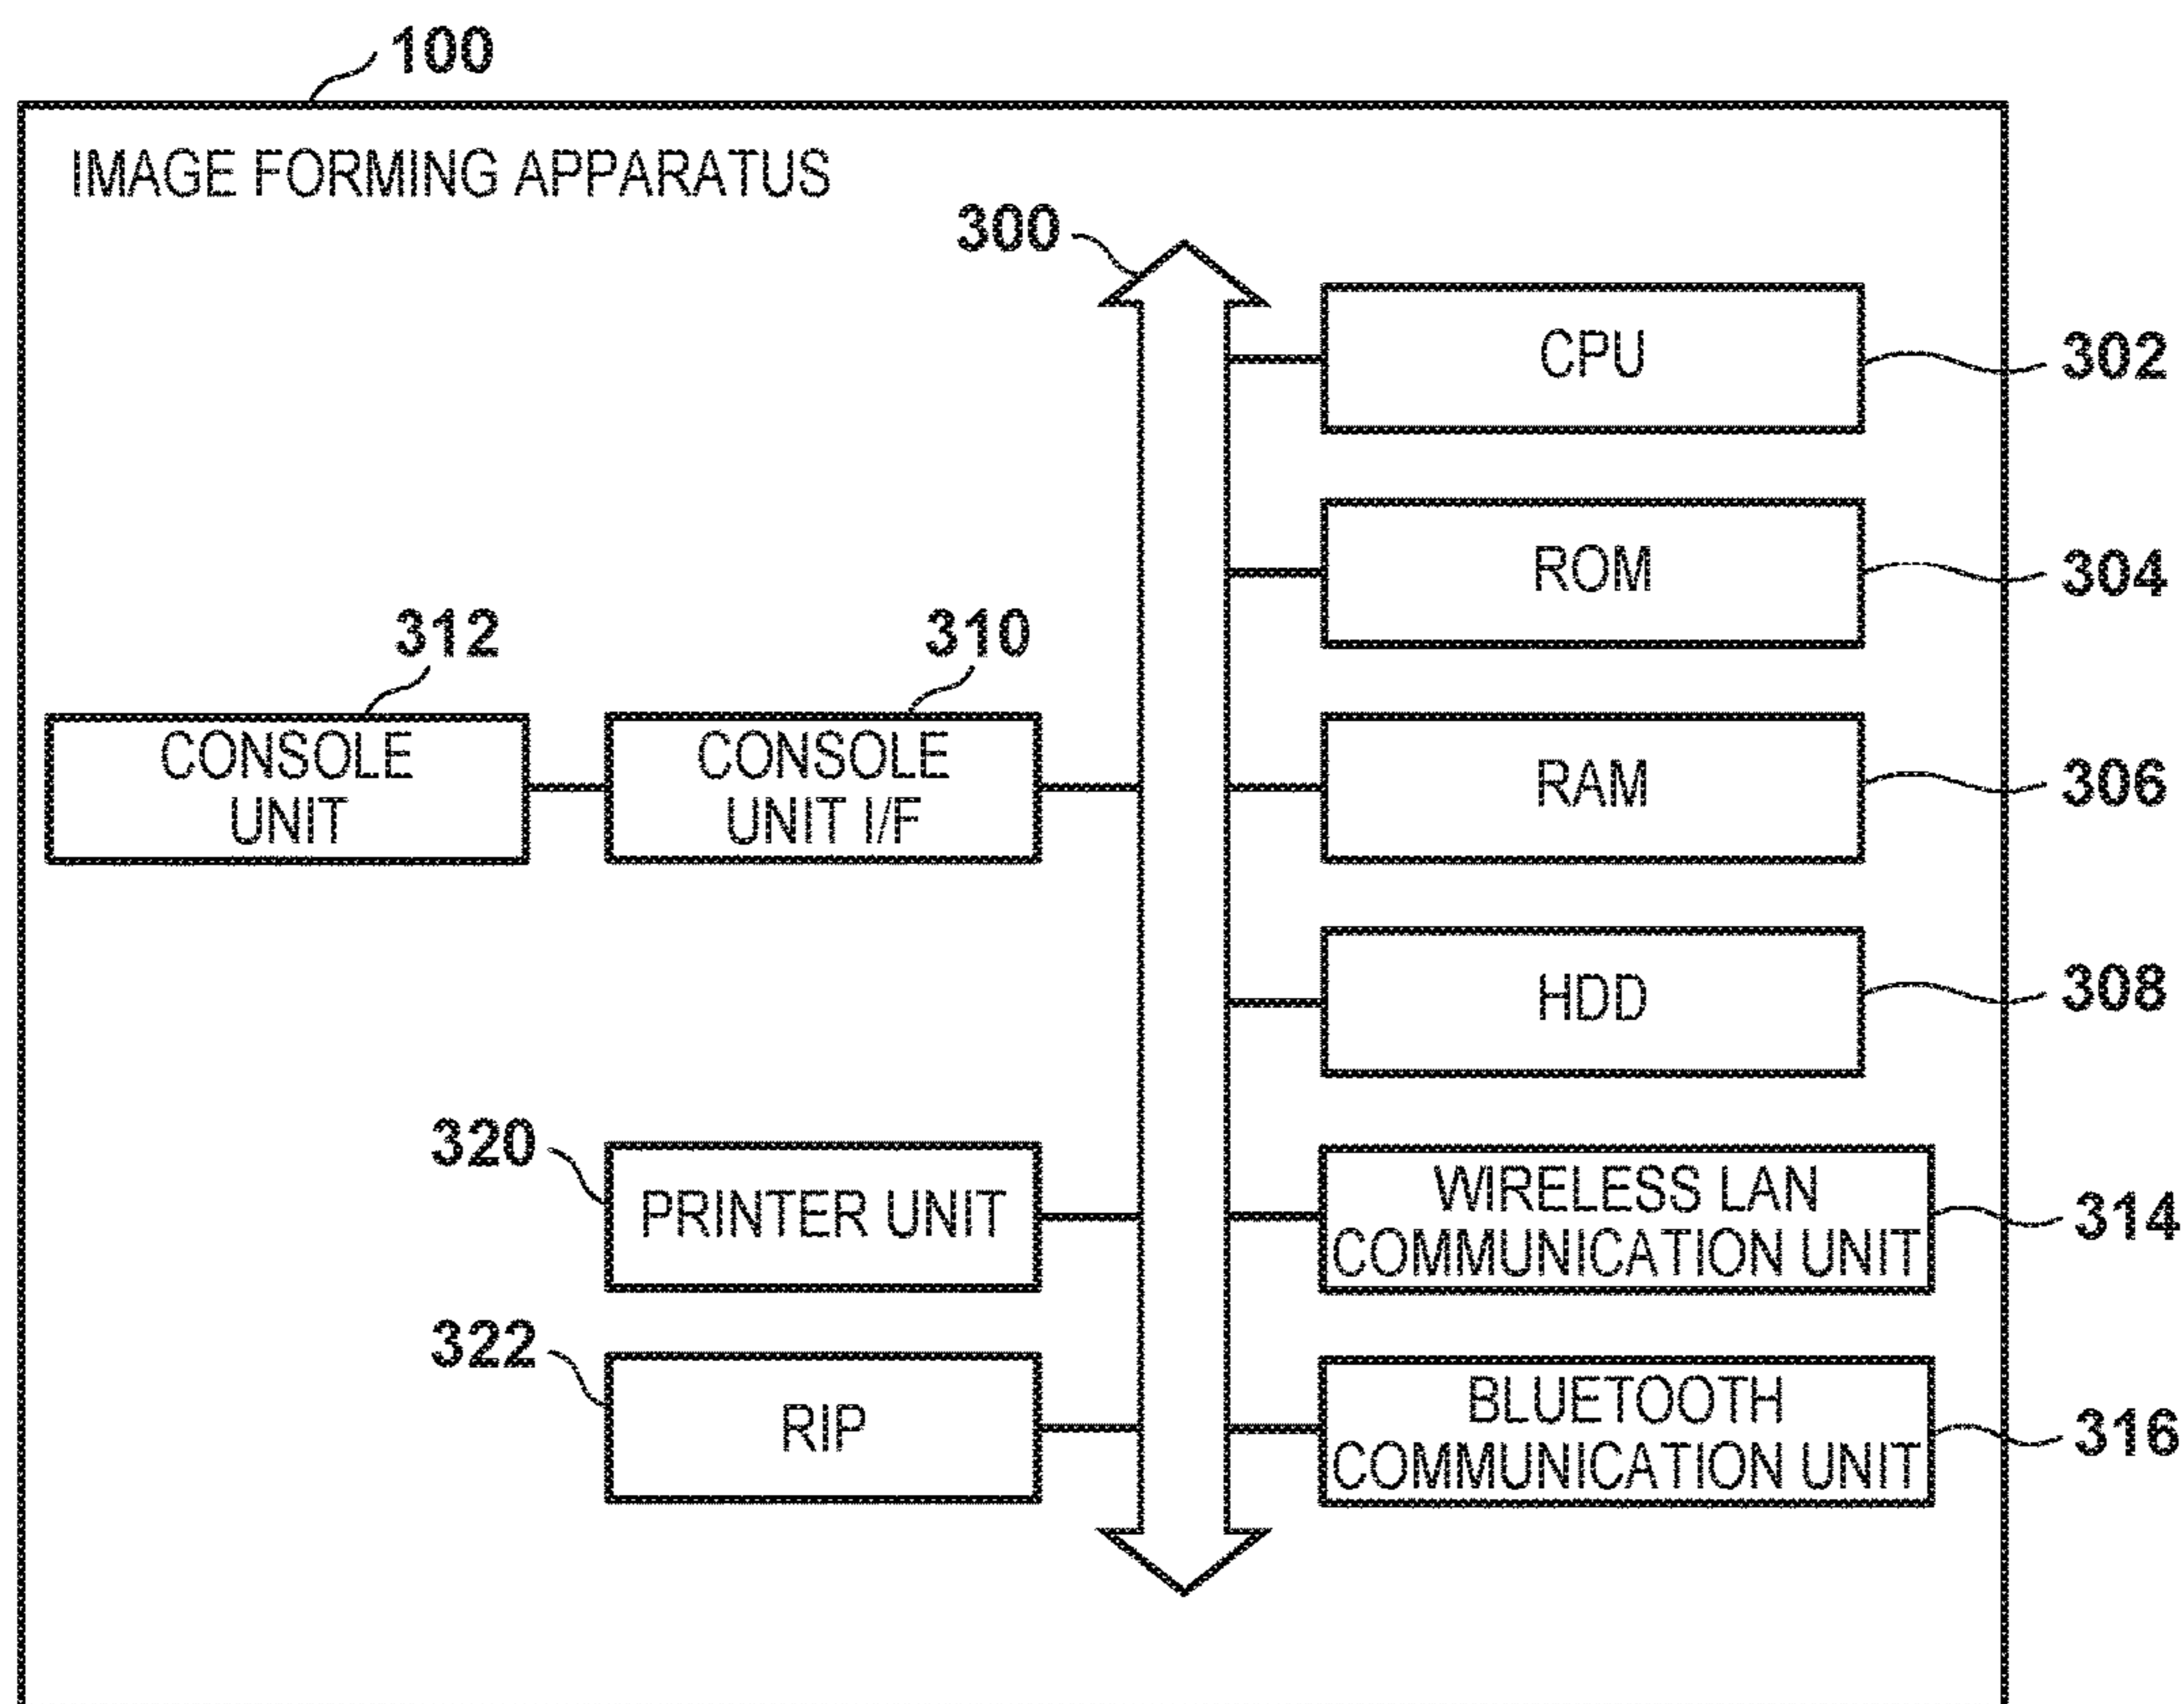 100
IMAGE FORMING APPARATUS
300
CPU
302
ROM
304
312
310
CONSOLE
UNIT
CONSOLE
UNIT I/F
RAM
306
HDD
308
320
PRINTER UNIT
WIRELESS LAN
COMMUNICATION UNIT
314
322
RIP
BLUETOOTH
COMMUNICATION UNIT
316